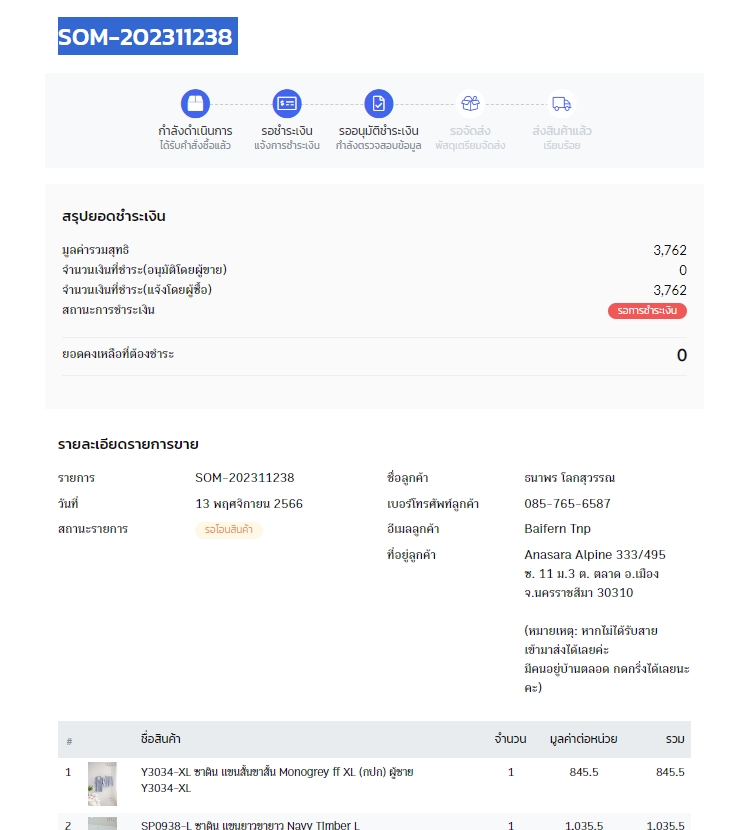 SOM-202311238
กำลังดำเนินการ
ได้รับคำสั่งซื้อแล้ว
รอชำระเงิน
แจ้งการชำระเงิน
รออนุมัติชำระเงิน
กำลังตรวจสอบข้อมูล
รอจัดส่ง
พัสดุเตรียมจัดส่ง
ส่งสินค้าแล้ว
เรียบร้อย
สรุปยอดชำระเงิน
มูลค่ารวมสุทธิ 3,762
จำนวนเงินที่ชำระ(อนุมัติโดยผู้ขาย) 0
จำนวนเงินที่ชำระ(แจ้งโดยผู้ซื้อ) 3,762
สถานะการชำระเงิน รอการชำระเงิน
ยอดคงเหลือที่ต้องชำระ 0
รายละเอียดรายการขาย
รายการ SOM-202311238
วันที่ 13 พฤศจิกายน 2566
สถานะรายการ รอโอนสินค้า
ชื่อลูกค้า ธนาพร โลกสุวรรณ
เบอร์โทรศัพท์ลูกค้า 085-765-6587
อีเมลลูกค้า Baifern Tnp
ที่อยู่ลูกค้า Anasara Alpine 333/495
ซ. 11 ม.3 ต. ตลาด อ.เมือง
จ.นครราชสีมา 30310
(หมายเหตุ: หากไม่ได้รับสาย
เข้ามาส่งได้เลยค่ะ
มีคนอยู่บ้านตลอด กดกริ่งได้เลยนะ
คะ)
# ชื่อสินค้า จำนวน มูลค่าต่อหน่วย รวม
1 Y3034-XL ซาติน แขนสั้นขาสั้น Monogrey ff XL (กปก) ผู้ชาย 1 845.5 845.5
Y3034-XL
2 SP0938-L ซาติน แขนยาวขายาว Navy Timber L 1 1,035.5 1,035.5